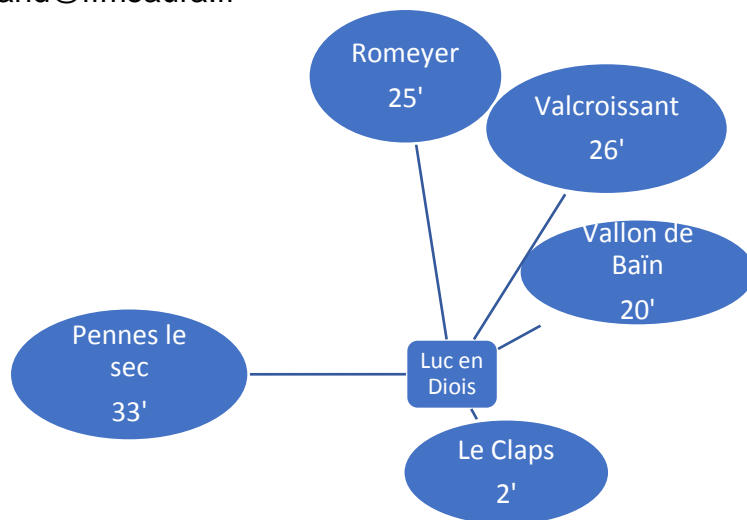 Romeyer
25'
Valcroissant
26'
Vallon de
Baïn
20'
Pennes le
sec
33'
Luc en
Diois
Le Claps
2'